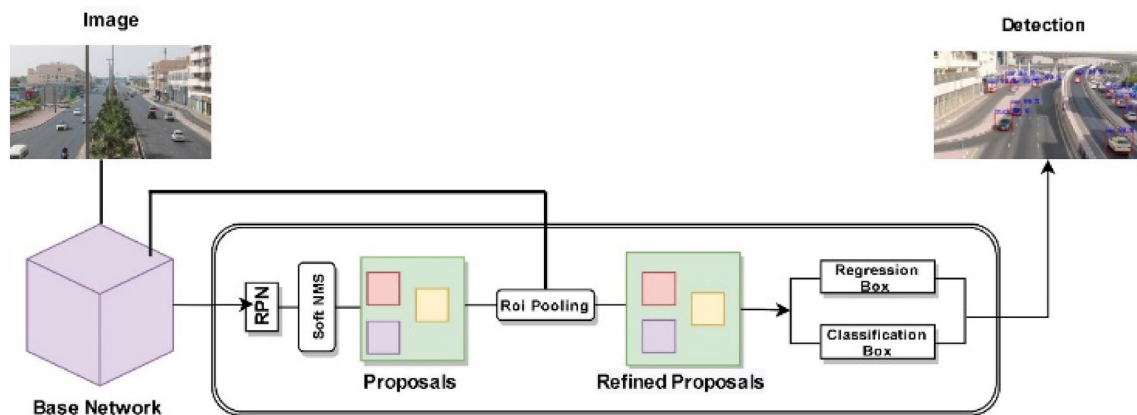 Image
Detection
RPN
Soft NMS
Proposals
Roi Pooling
Refined Proposals
Regression
Box
Classification
Box
Base Network